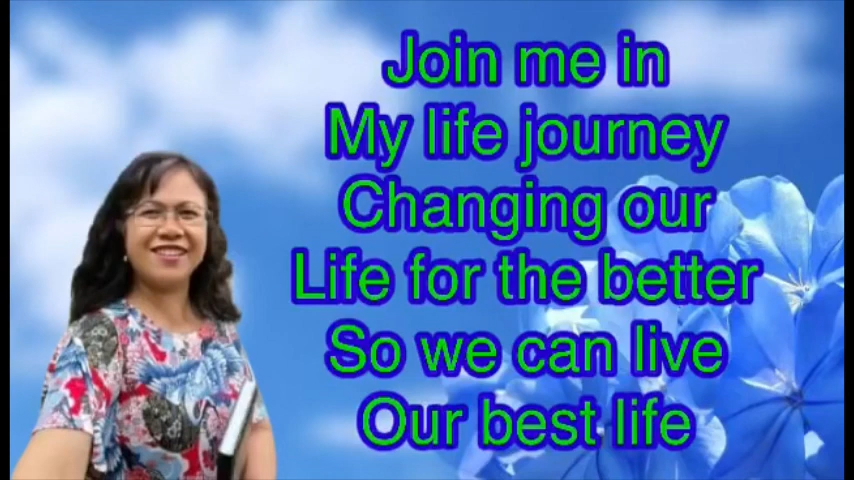 Join me in
My life journey
Changing our
Life for the better
So we can live
Our best life